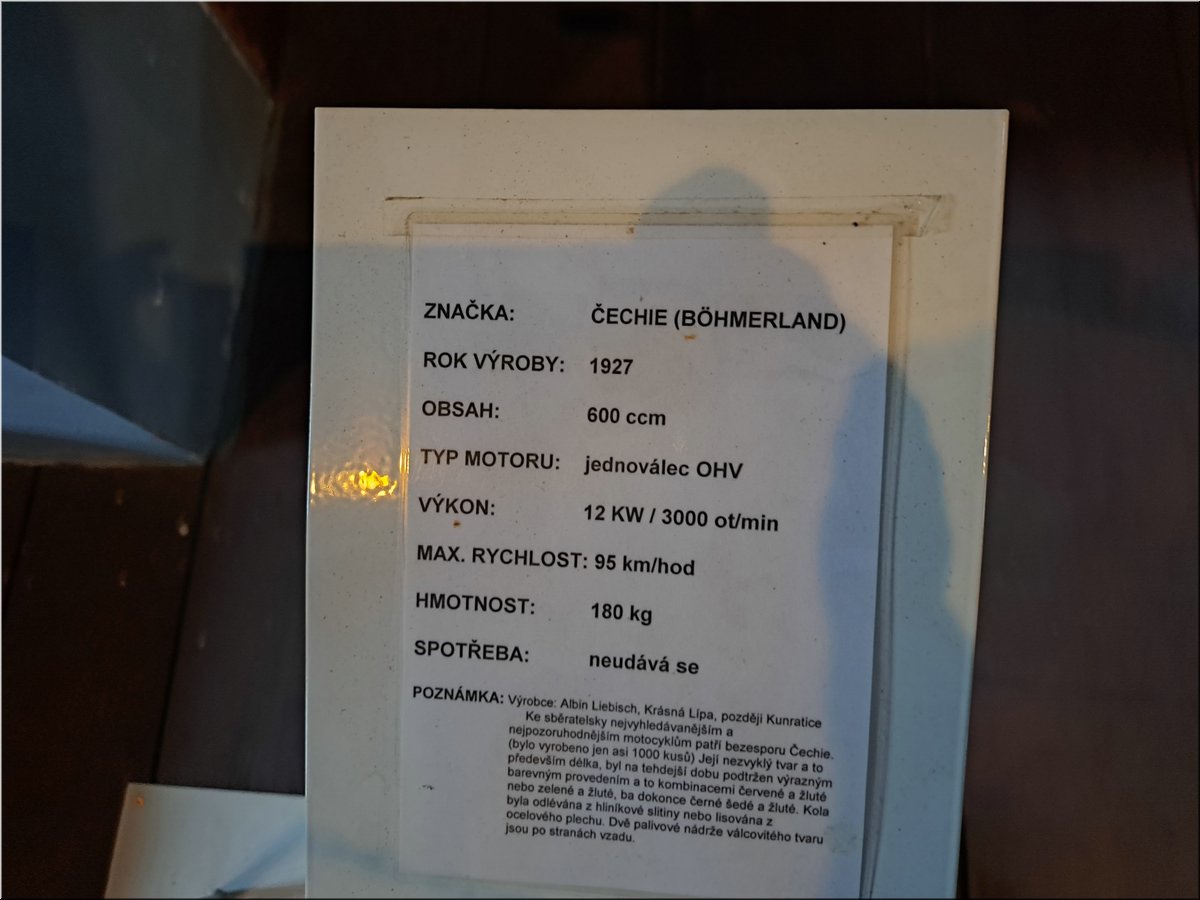 ZNAČKA: ČECHIE (BÖHMERLAND)
ROK VÝROBY: 1927
OBSAH: 600 ccm
TYP MOTORU: jednoválec OHV
VÝKON: 12 KW / 3000 ot/min
MAX. RYCHLOST: 95 km/hod
HMOTNOST: 180 kg
SPOTŘEBA: neudává se
POZNÁMKA: Výrobce: Albin Liebisch, Krásná Lípa, později Kunratice
Ke sběratelsky nejvyhledávanějším a
nejpozoruhodnějším motocyklům patří bezesporu Čechie.
(bylo vyrobeno jen asi 1000 kusů) Její nezvyklý tvar a to
především délka, byl na tehdejší dobu podtržen výrazným
barevným provedením a to kombinacemi červené a žluté
nebo zelené a žluté, ba dokonce černé šedé a žluté. Kola
byla odlévána z hliníkové slitiny nebo lisována z
ocelového plechu. Dvě palivové nádrže válcovitého tvaru
jsou po stranách vzadu.